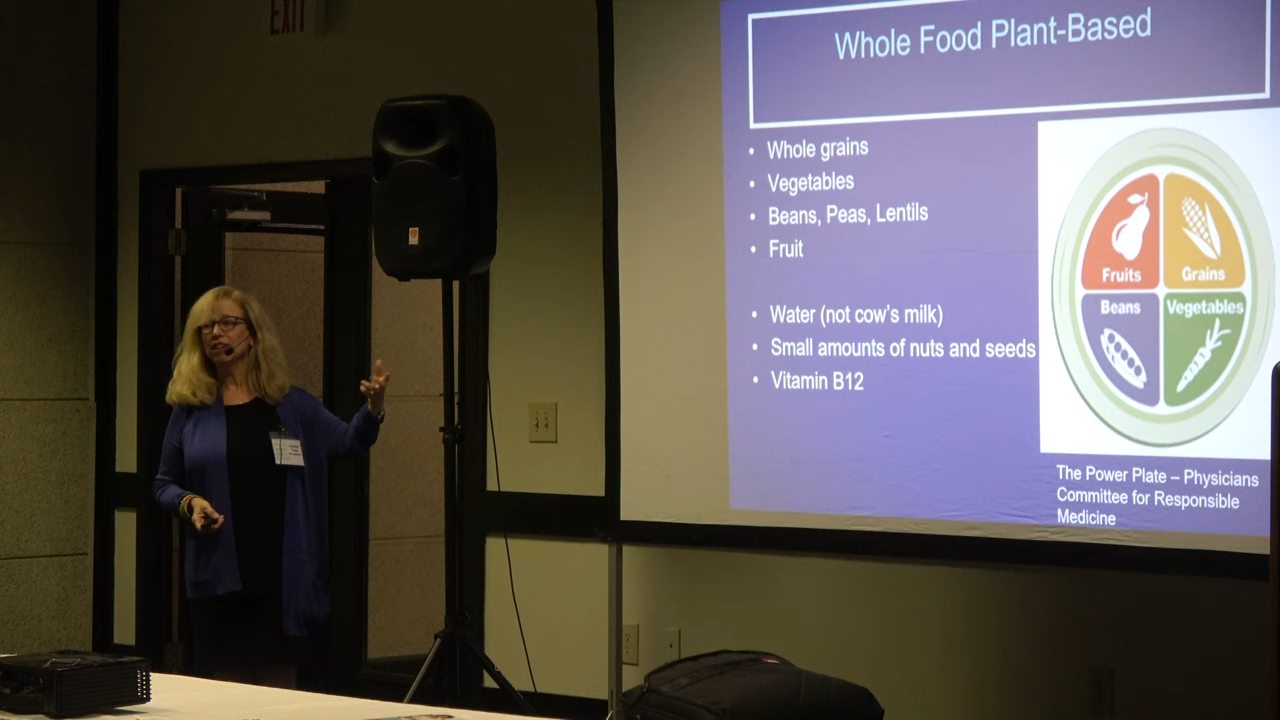 EXIT
Whole Food Plant-Based
• Whole grains
• Vegetables
• Beans, Peas, Lentils
• Fruit
• Water (not cow's milk)
• Small amounts of nuts and seeds
• Vitamin B12
Fruits
Grains
Beans
Vegetables
The Power Plate – Physicians
Committee for Responsible
Medicine